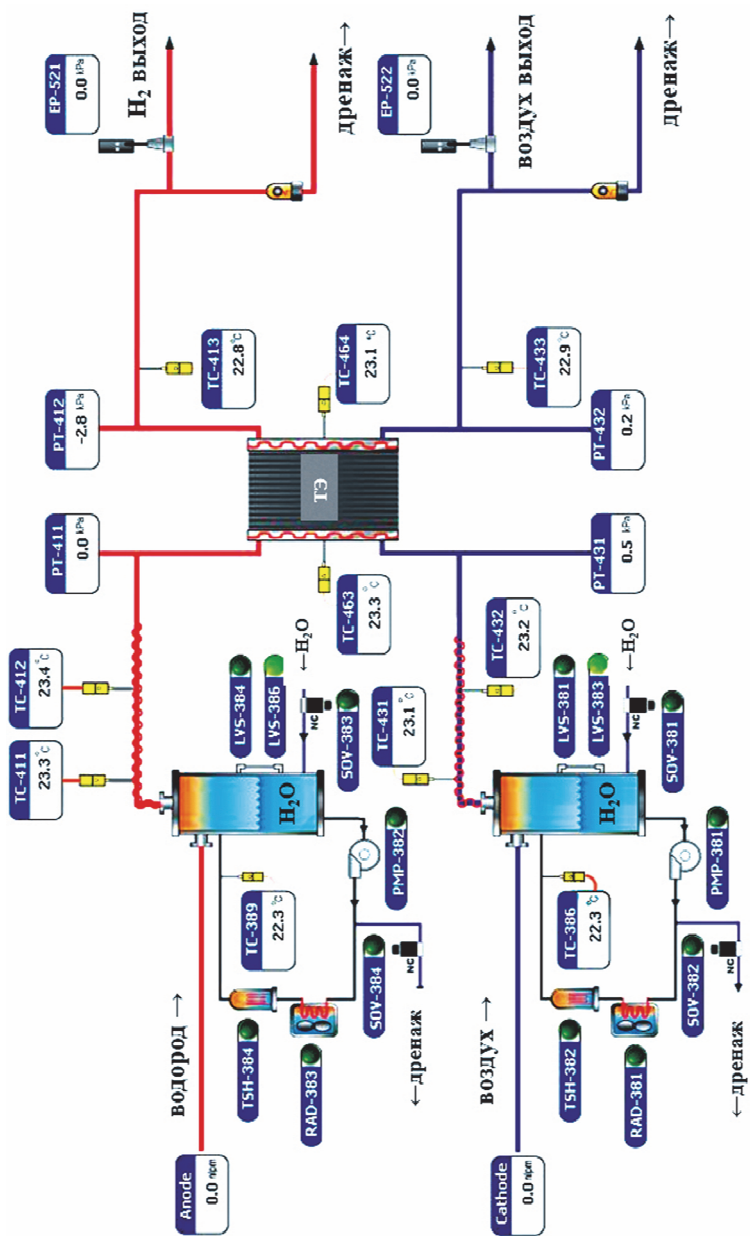 TC-411
23.3 °C
TC-412
23.4 °C
PT-411
0.0 kPa
PT-412
-2.8 kPa
EP-521
0.0 kPa
H₂ выход
водород →
Anode
0.0 nlpm
TC-413
22.8 °C
TSH-384
TC-389
22.3 °C
LVS-384
LVS-386
H₂O
RAD-383
←H₂O
NC
SOV-383
TC-463
23.3 °C
ТЭ
TC-464
23.1 °C
дренаж→
SOV-384
NC
PMP-382
←дренаж
TC-431
23.1 °C
EP-522
0.0 kPa
воздух →
TC-432
23.2 °C
воздух выход
Cathode
0.0 nlpm
TC-433
22.9 °C
TSH-382
TC-386
22.3 °C
LVS-381
LVS-383
H₂O
PT-431
0.5 kPa
PT-432
0.2 kPa
RAD-381
←H₂O
NC
SOV-381
дренаж→
SOV-382
NC
PMP-381
←дренаж